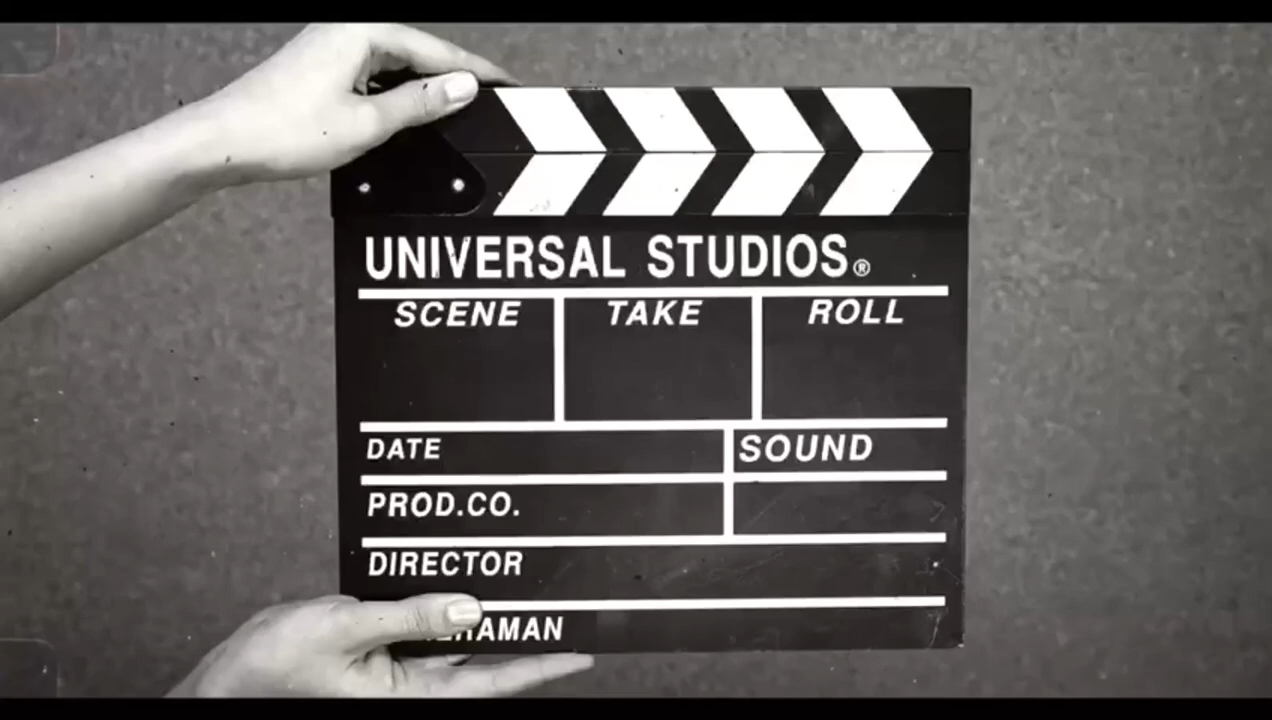 UNIVERSAL STUDIOS®
SCENE TAKE ROLL
DATE SOUND
PROD.CO.
DIRECTOR